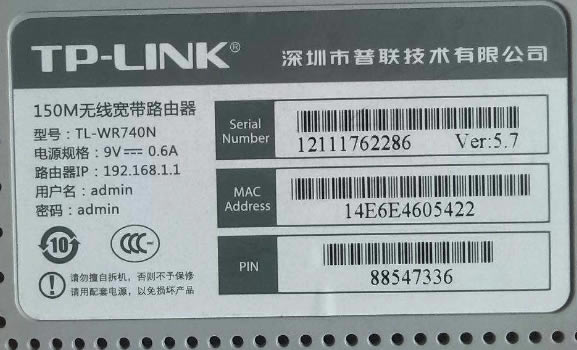 TP-LINK®
深圳市普联技术有限公司
150M无线宽带路由器
型号：TL-WR740N
电源规格：9V⎓0.6A
路由器IP：192.168.1.1
用户名：admin
密码：admin
10
CCC
请勿擅自拆机，否则不予保修
请用配套电源，以免损坏产品
Serial Number
12111762286 Ver:5.7
MAC Address
14E6E4605422
PIN
88547336